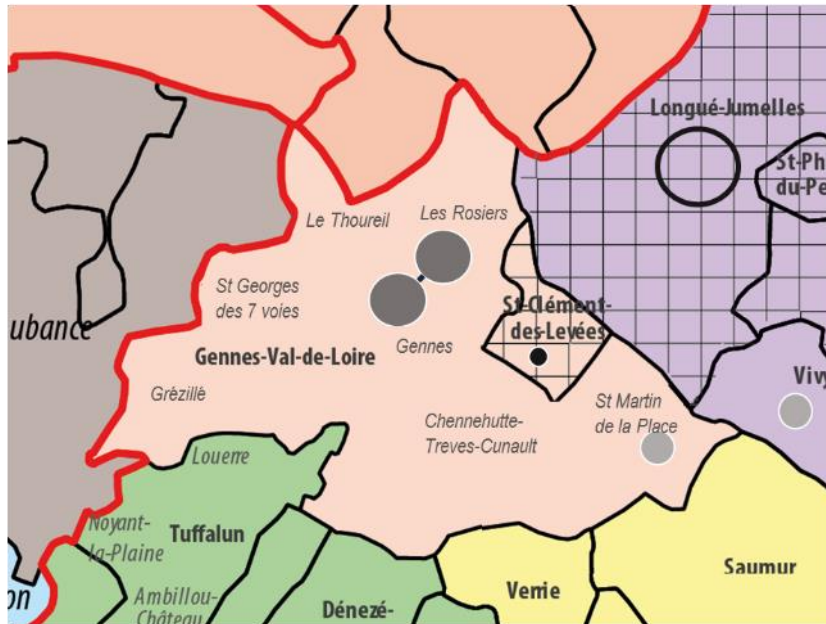 Longué-Jumelles
St-Ph
du-Pe
Le Thoureil
Les Rosiers
St Georges
des 7 voies
ubance
St-Clément-
des-Levées
Gennes-Val-de-Loire
Gennes
Vivy
Grézillé
St Martin
de la Place
Chennehutte-
Treves-Cunault
Louerre
Noyant-
la-Plaine
Tuffalun
Saumur
on
Ambillou-
Château
Verrie
Dénezé-